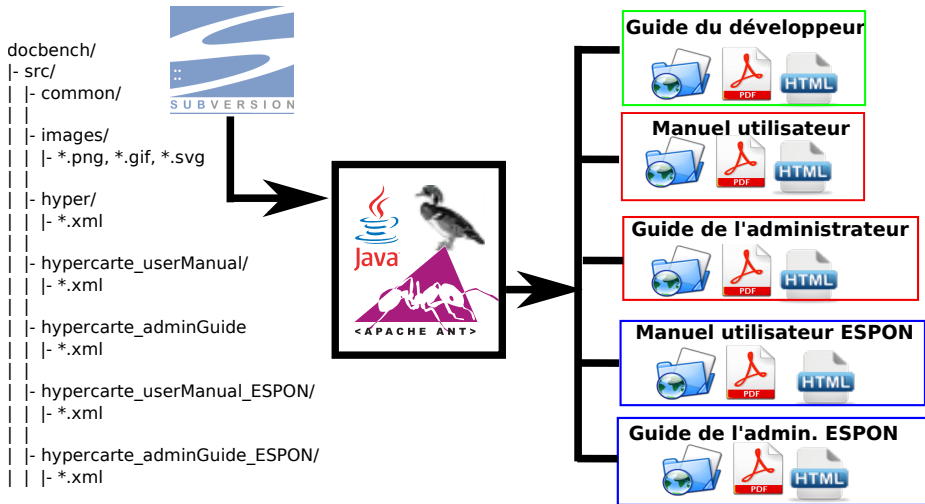 docbench/
|- src/
| |- common/
| |
| |- images/
| | |- *.png, *.gif, *.svg
| |
| |- hyper/
| | |- *.xml
| |
| |- hypercarte_userManual/
| | |- *.xml
| |
| |- hypercarte_adminGuide
| | |- *.xml
| |
| |- hypercarte_userManual_ESPON/
| | |- *.xml
| |
| |- hypercarte_adminGuide_ESPON/
| | |- *.xml
SUBVERSION
Java
<APACHE ANT>
Guide du développeur
PDF HTML
Manuel utilisateur
PDF HTML
Guide de l'administrateur
PDF HTML
Manuel utilisateur ESPON
PDF HTML
Guide de l'admin. ESPON
PDF HTML